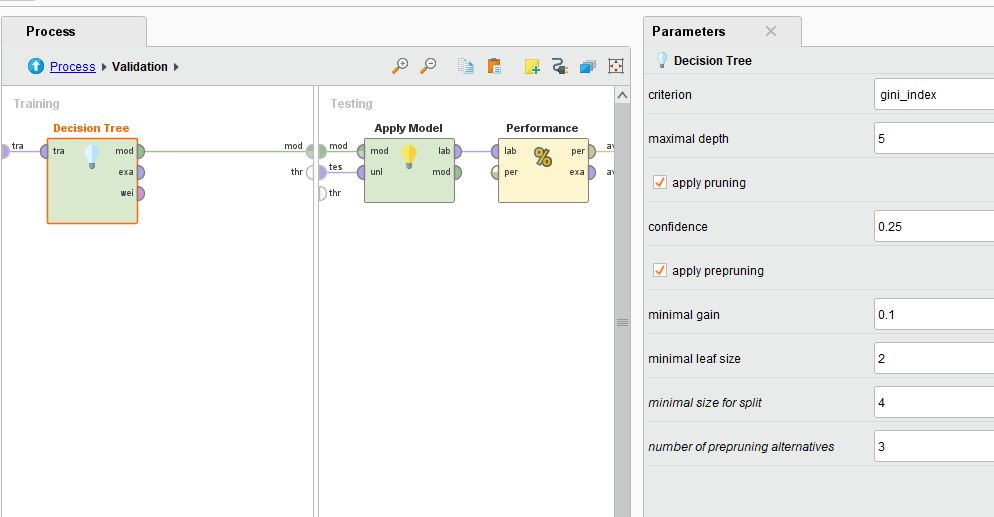 Process
Process Validation
Training
Testing
Decision Tree
tra
tra
mod
exa
wei
mod
thr
Apply Model
mod
tes
thr
mod
unl
lab
mod
Performance
lab
per
per
exa
av
av
%
Parameters
Decision Tree
criterion gini_index
maximal depth 5
apply pruning
confidence 0.25
apply prepruning
minimal gain 0.1
minimal leaf size 2
minimal size for split 4
number of prepruning alternatives 3